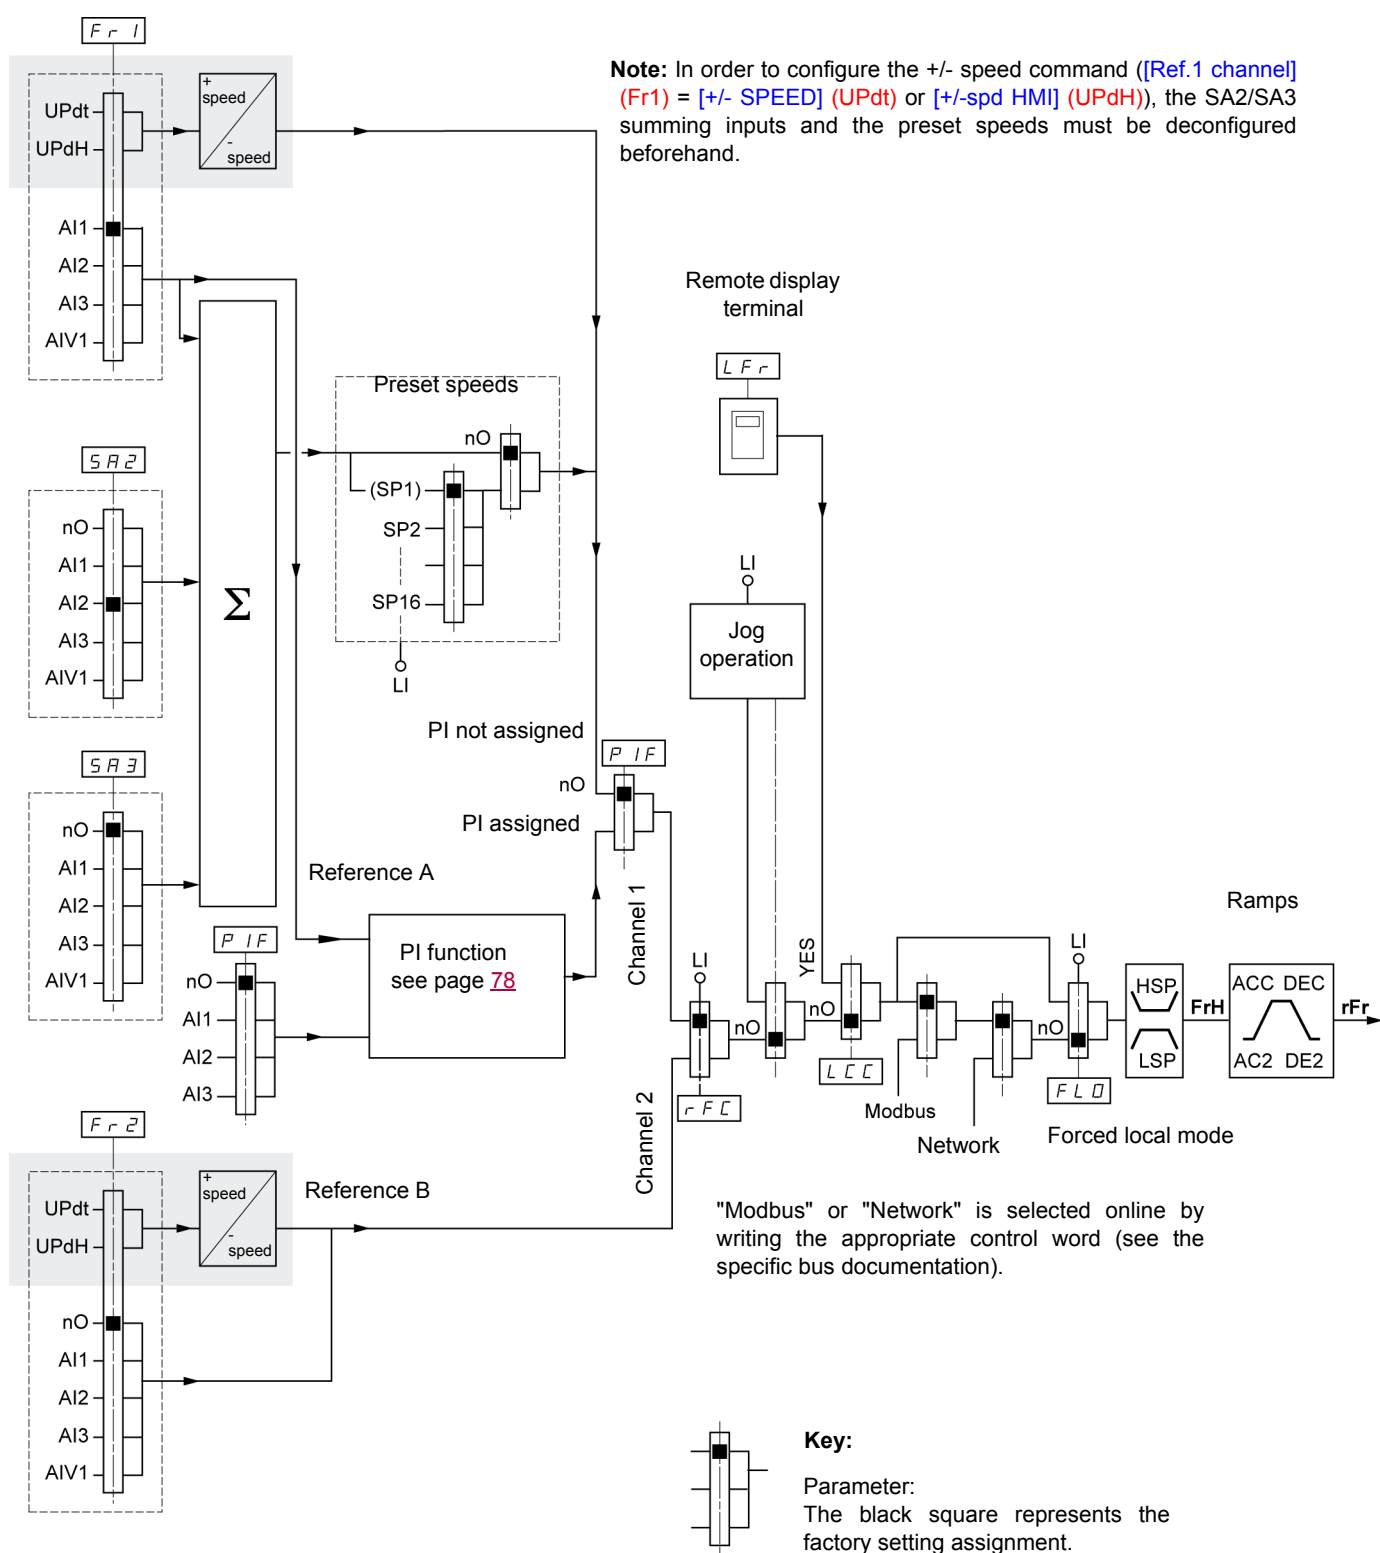 Fr1
UPdt
UPdH
AI1
AI2
AI3
AIV1
+
speed
-
speed
Note: In order to configure the +/- speed command ([Ref.1 channel]
(Fr1) = [+/- SPEED] (UPdt) or [+/-spd HMI] (UPdH)), the SA2/SA3
summing inputs and the preset speeds must be deconfigured
beforehand.
SA2
nO
AI1
AI2
AI3
AIV1
SA3
nO
AI1
AI2
AI3
AIV1
Σ
Preset speeds
nO
(SP1)
SP2
SP16
LI
Remote display
terminal
LFr
LI
Jog
operation
PI not assigned
PIF
nO
PI assigned
Reference A
PIF
nO
AI1
AI2
AI3
PI function
see page 78
Channel 1
Channel 2
LI
rFC
nO
YES
nO
LCC
Modbus
Network
nO
LI
FLO
Forced local mode
HSP
LSP
FrH
Ramps
ACC DEC
AC2 DE2
rFr
Fr2
UPdt
UPdH
nO
AI1
AI2
AI3
AIV1
+
speed
-
speed
Reference B
"Modbus" or "Network" is selected online by
writing the appropriate control word (see the
specific bus documentation).
Key:
Parameter:
The black square represents the
factory setting assignment.